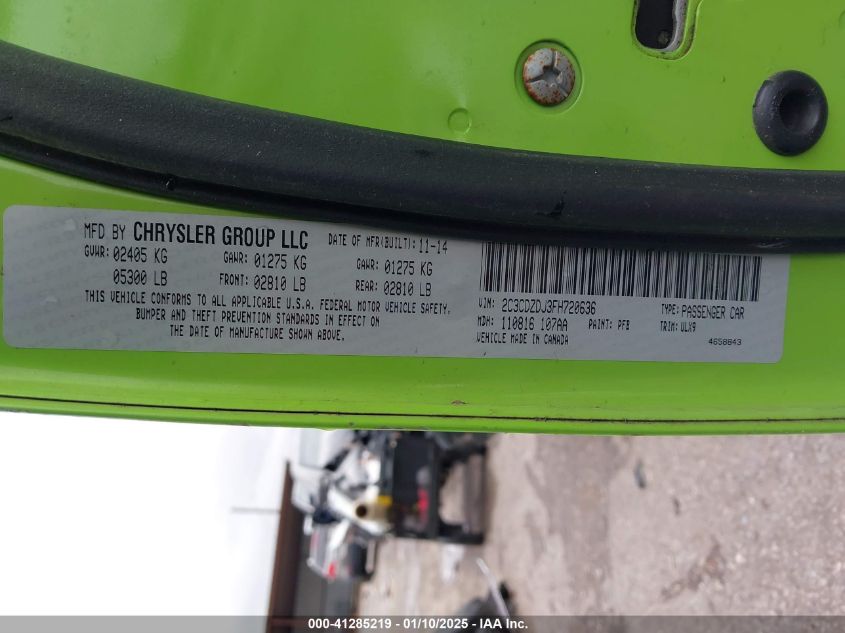 MFD BY CHRYSLER GROUP LLC DATE OF MFR(BUILT): 11-14
GVWR: 02405 KG GAWR: 01275 KG GAWR: 01275 KG
05300 LB FRONT: 02810 LB REAR: 02810 LB
THIS VEHICLE CONFORMS TO ALL APPLICABLE U.S.A. FEDERAL MOTOR VEHICLE SAFETY,
BUMPER AND THEFT PREVENTION STANDARDS IN EFFECT ON
THE DATE OF MANUFACTURE SHOWN ABOVE.
VIN: 2C3CDZDJ3FH720636 TYPE: PASSENGER CAR
MDH: 110816 107AA PAINT: PFB TRIM: ULX9
VEHICLE MADE IN CANADA 4658843
000-41285219 - 01/10/2025 - IAA Inc.